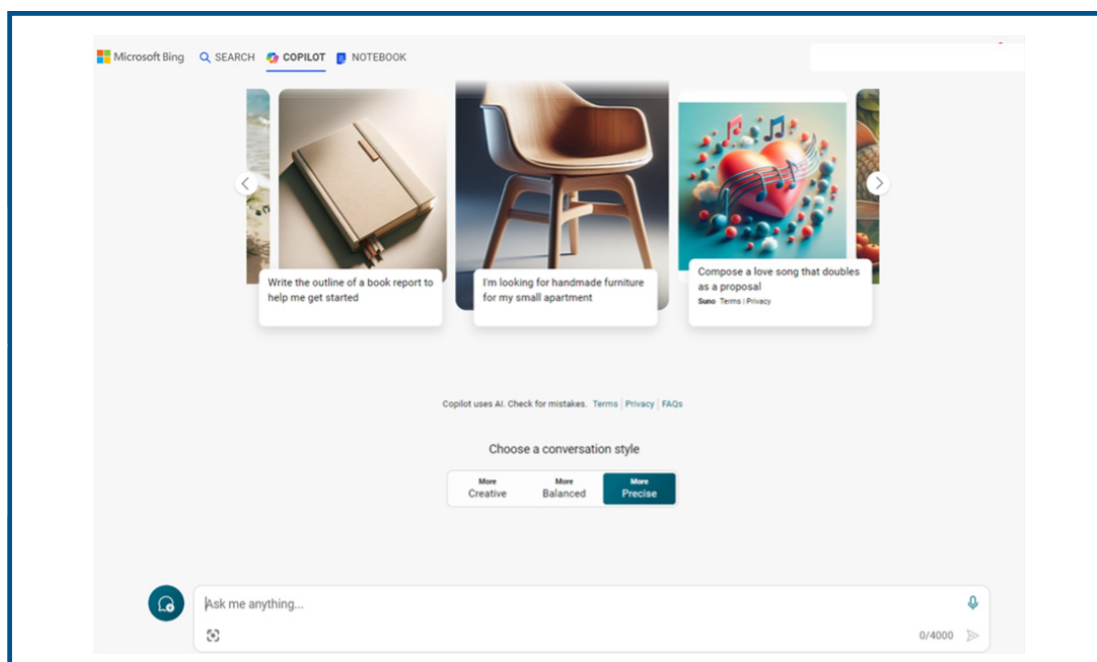 Microsoft Bing SEARCH COPILOT NOTEBOOK
Write the outline of a book report to
help me get started
I'm looking for handmade furniture
for my small apartment
Compose a love song that doubles
as a proposal
Suno Terms | Privacy
Copilot uses AI. Check for mistakes. Terms | Privacy | FAQs
Choose a conversation style
More
Creative
More
Balanced
More
Precise
Ask me anything...
0/4000